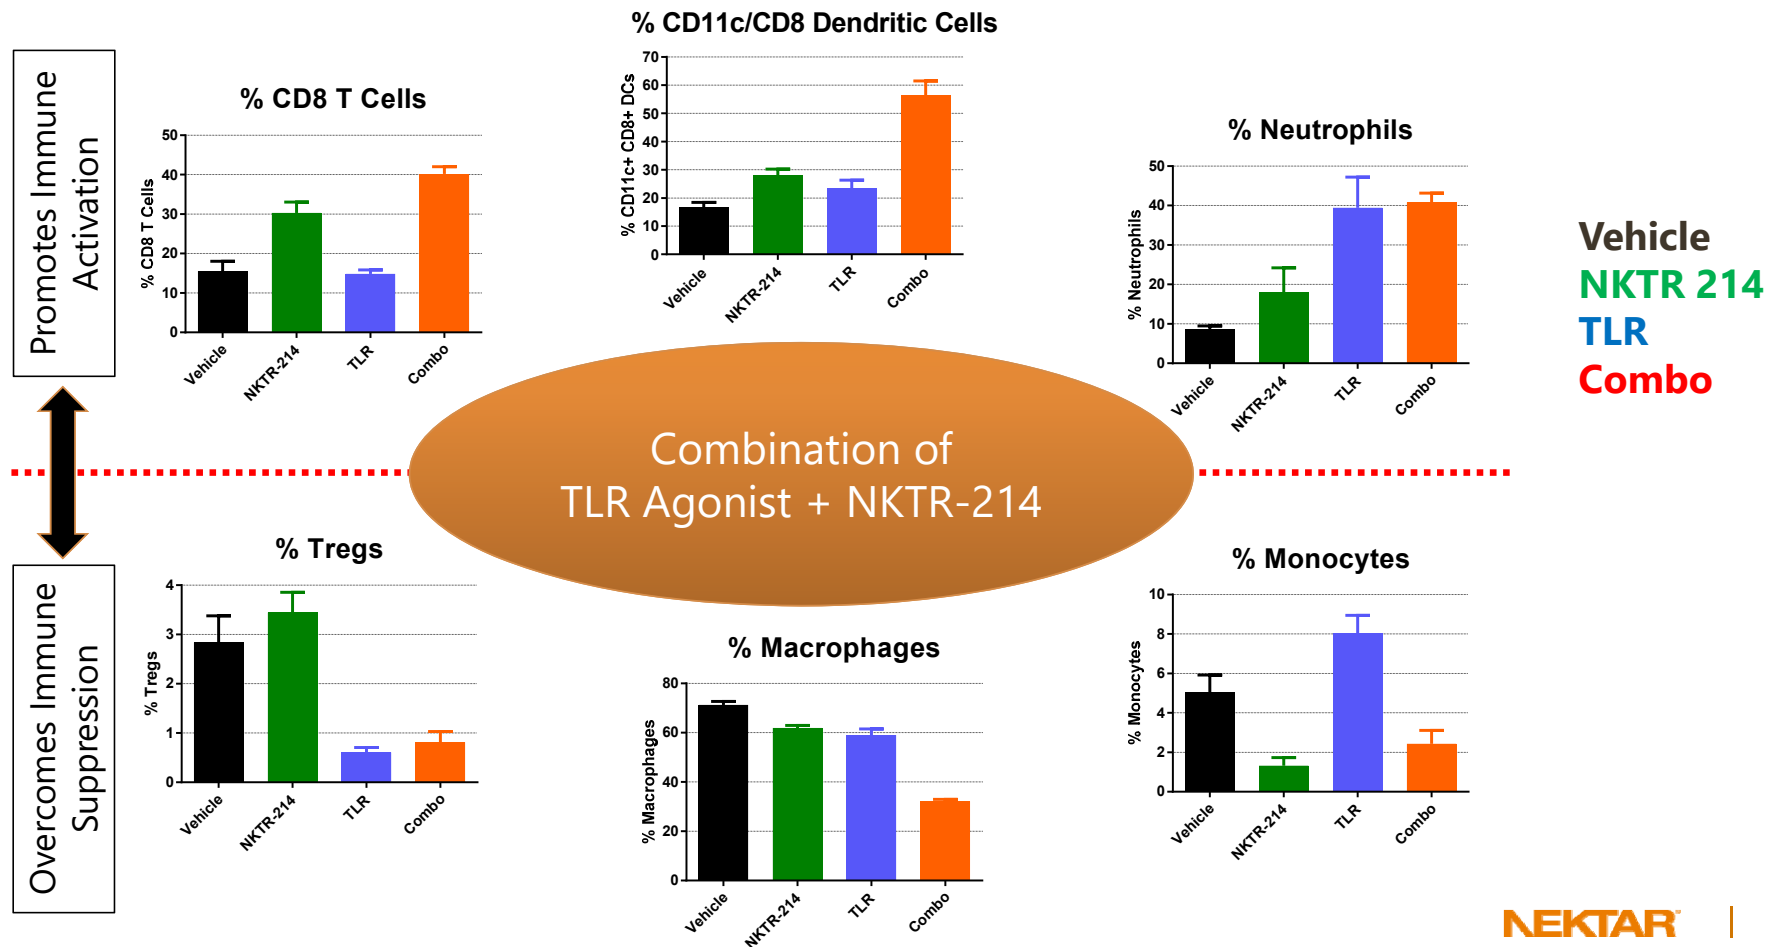 % CD11c/CD8 Dendritic Cells
70
60
50
40
30
20
10
0
% CD11c+ CD8+ DCs
Vehicle
NKTR-214
TLR
Combo
Promotes Immune
Activation
% CD8 T Cells
50
40
30
20
10
0
% CD8 T Cells
Vehicle
NKTR-214
TLR
Combo
% Neutrophils
50
40
30
20
10
0
% Neutrophils
Vehicle
NKTR-214
TLR
Combo
Vehicle
NKTR 214
TLR
Combo
Combination of
TLR Agonist + NKTR-214
Overcomes Immune
Suppression
% Tregs
4
3
2
1
0
% Tregs
Vehicle
NKTR-214
TLR
Combo
% Macrophages
80
60
40
20
0
% Macrophages
Vehicle
NKTR-214
TLR
Combo
% Monocytes
10
8
6
4
2
0
% Monocytes
Vehicle
NKTR-214
TLR
Combo
NEKTAR